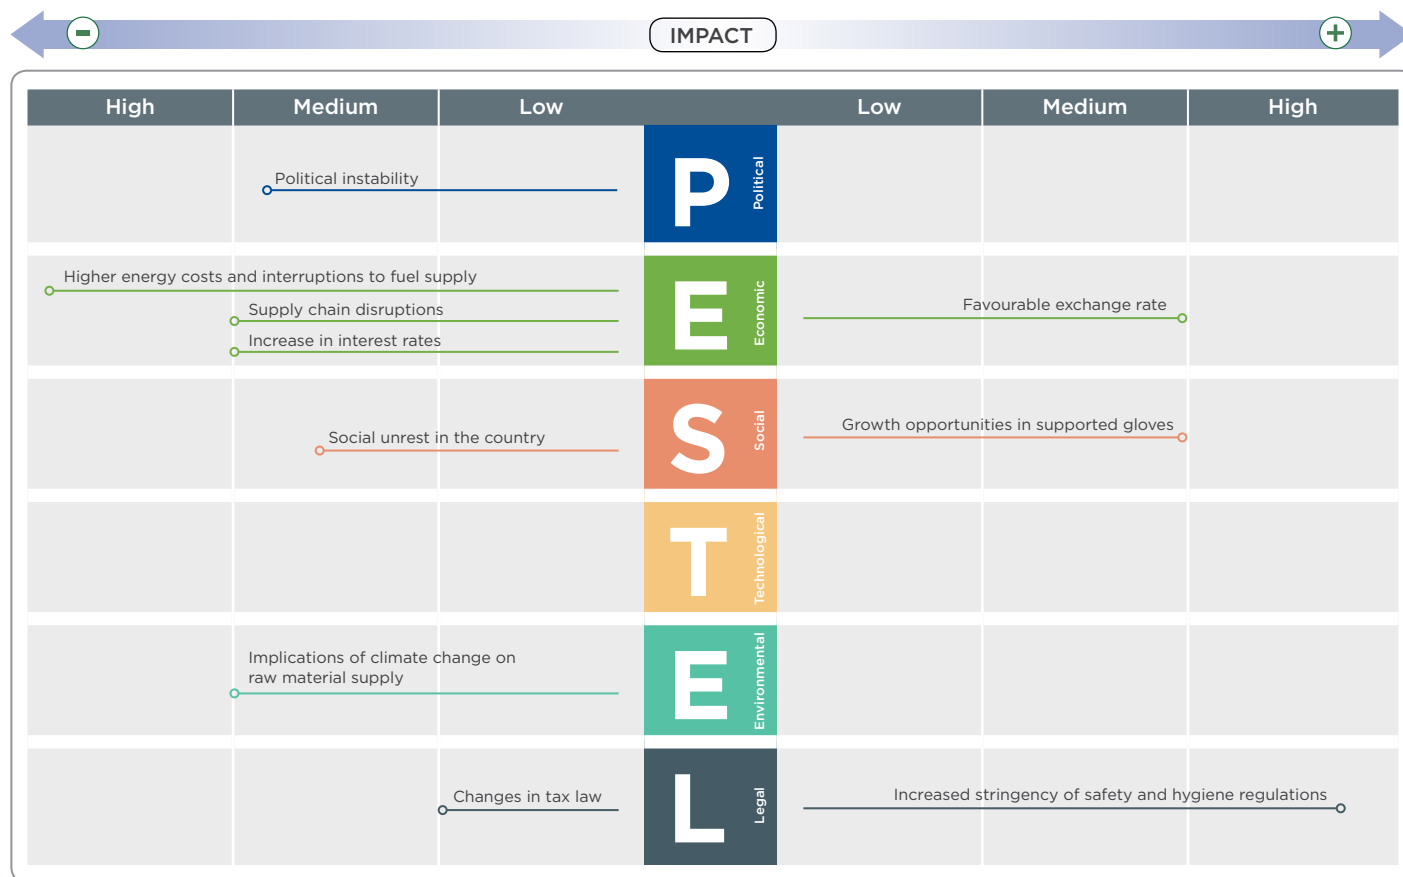 IMPACT
High Medium Low Low Medium High
Political instability
P
Political
Higher energy costs and interruptions to fuel supply
Supply chain disruptions
Increase in interest rates
E
Economic
Favourable exchange rate
Social unrest in the country
S
Social
Growth opportunities in supported gloves
T
Technological
Implications of climate change on
raw material supply
E
Environmental
Changes in tax law
L
Legal
Increased stringency of safety and hygiene regulations